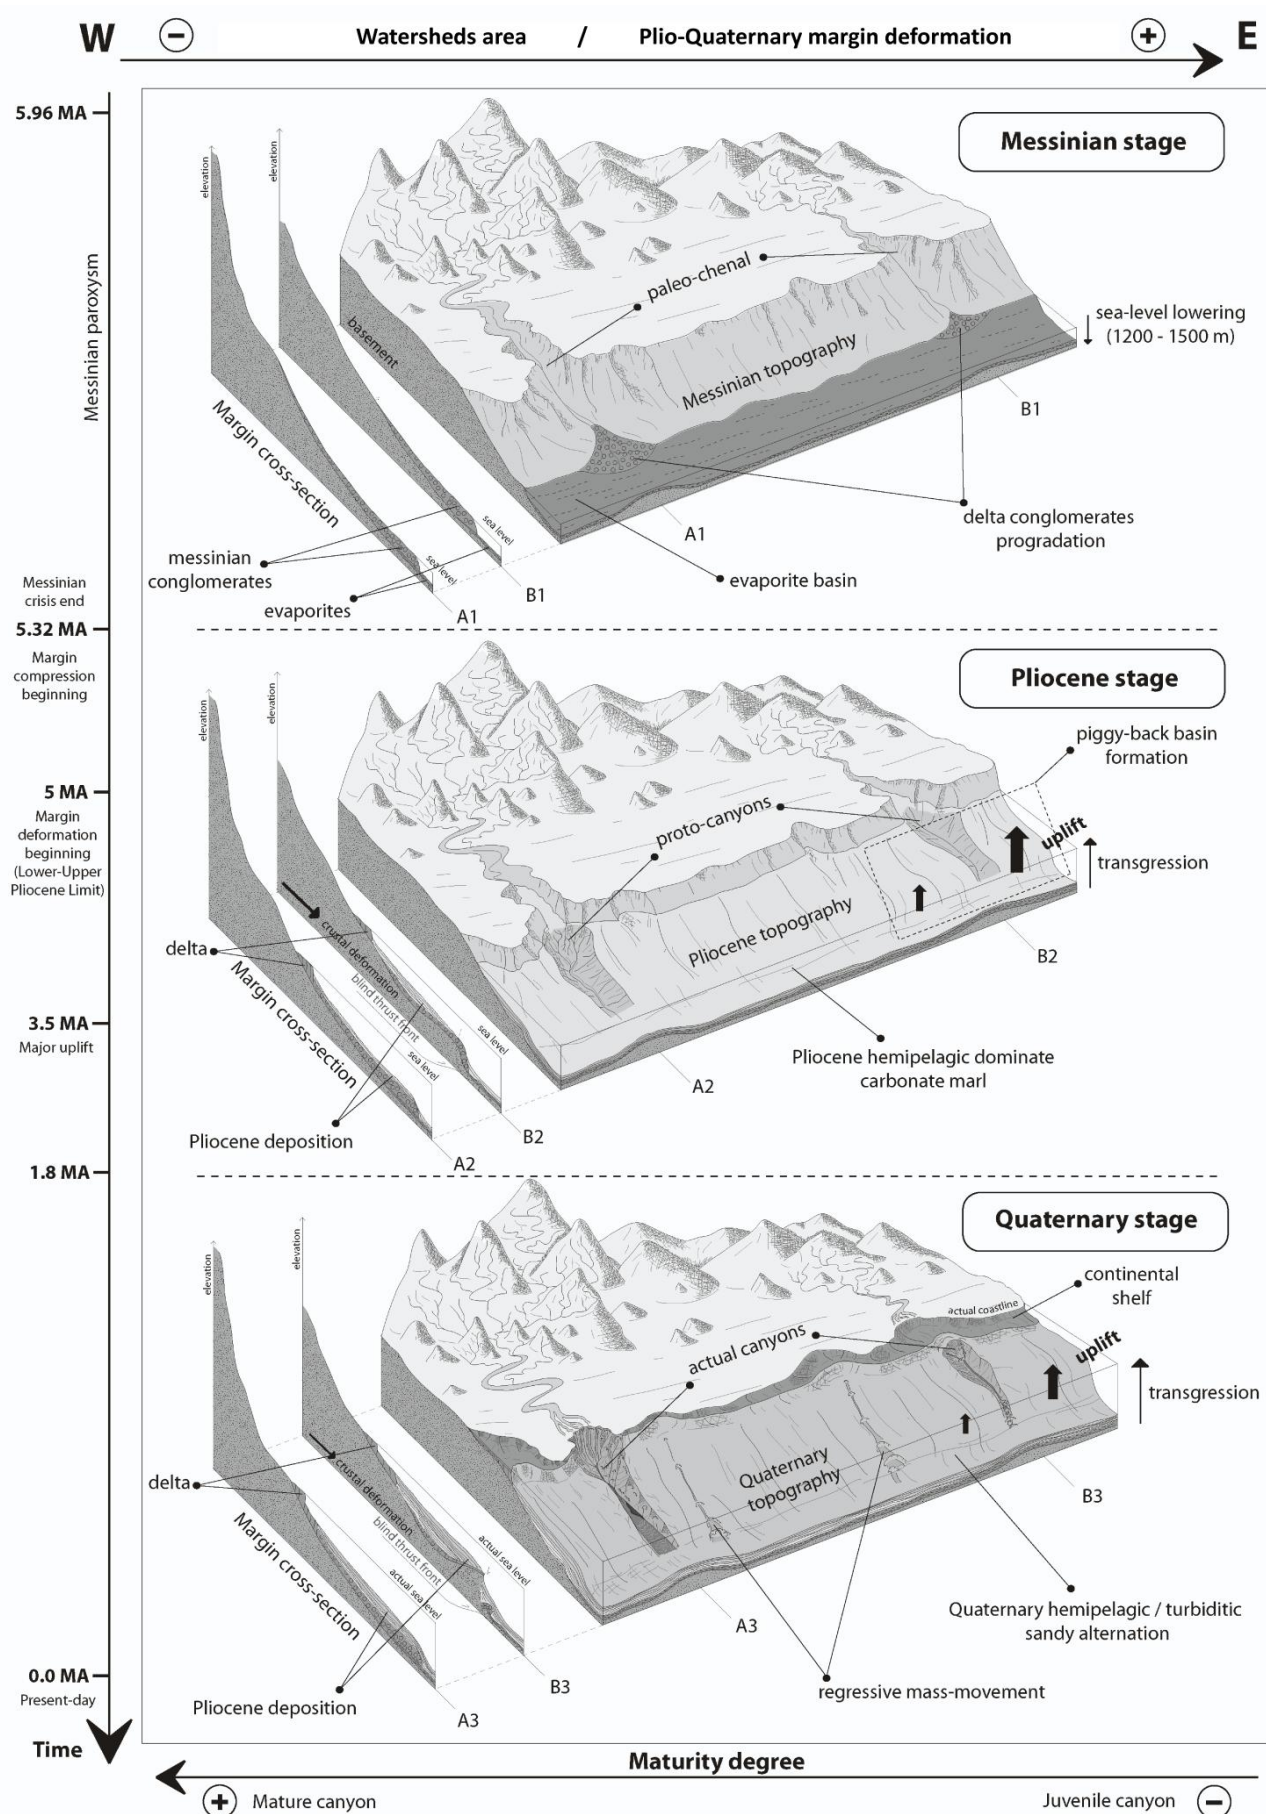 W − Watersheds area / Plio-Quaternary margin deformation + E
5.96 MA
Messinian paroxysm
Messinian stage
elevation
elevation
basement
paleo-chenal
Messinian topography
sea-level lowering
(1200 - 1500 m)
B1
A1
Margin cross-section
delta conglomerates
progradation
evaporite basin
messinian
conglomerates
evaporites
sea level
sea level
B1
A1
Messinian
crisis end
5.32 MA
Margin
compression
beginning
Pliocene stage
piggy-back basin
formation
elevation
elevation
5 MA
Margin
deformation
beginning
(Lower-Upper
Pliocene Limit)
proto-canyons
uplift
transgression
Pliocene topography
B2
delta
crustal deformation
blind thrust front
Margin cross-section
sea level
sea level
3.5 MA
Major uplift
Pliocene hemipelagic dominate
carbonate marl
A2
Pliocene deposition
B2
A2
1.8 MA
Quaternary stage
elevation
elevation
continental
shelf
actual coastline
actual canyons
uplift
transgression
Quaternary
topography
delta
crustal deformation
blind thrust front
Margin cross-section
actual sea level
actual sea level
B3
A3
Quaternary hemipelagic / turbiditic
sandy alternation
regressive mass-movement
Pliocene deposition
B3
A3
0.0 MA
Present-day
Time
Maturity degree
+ Mature canyon
Juvenile canyon −